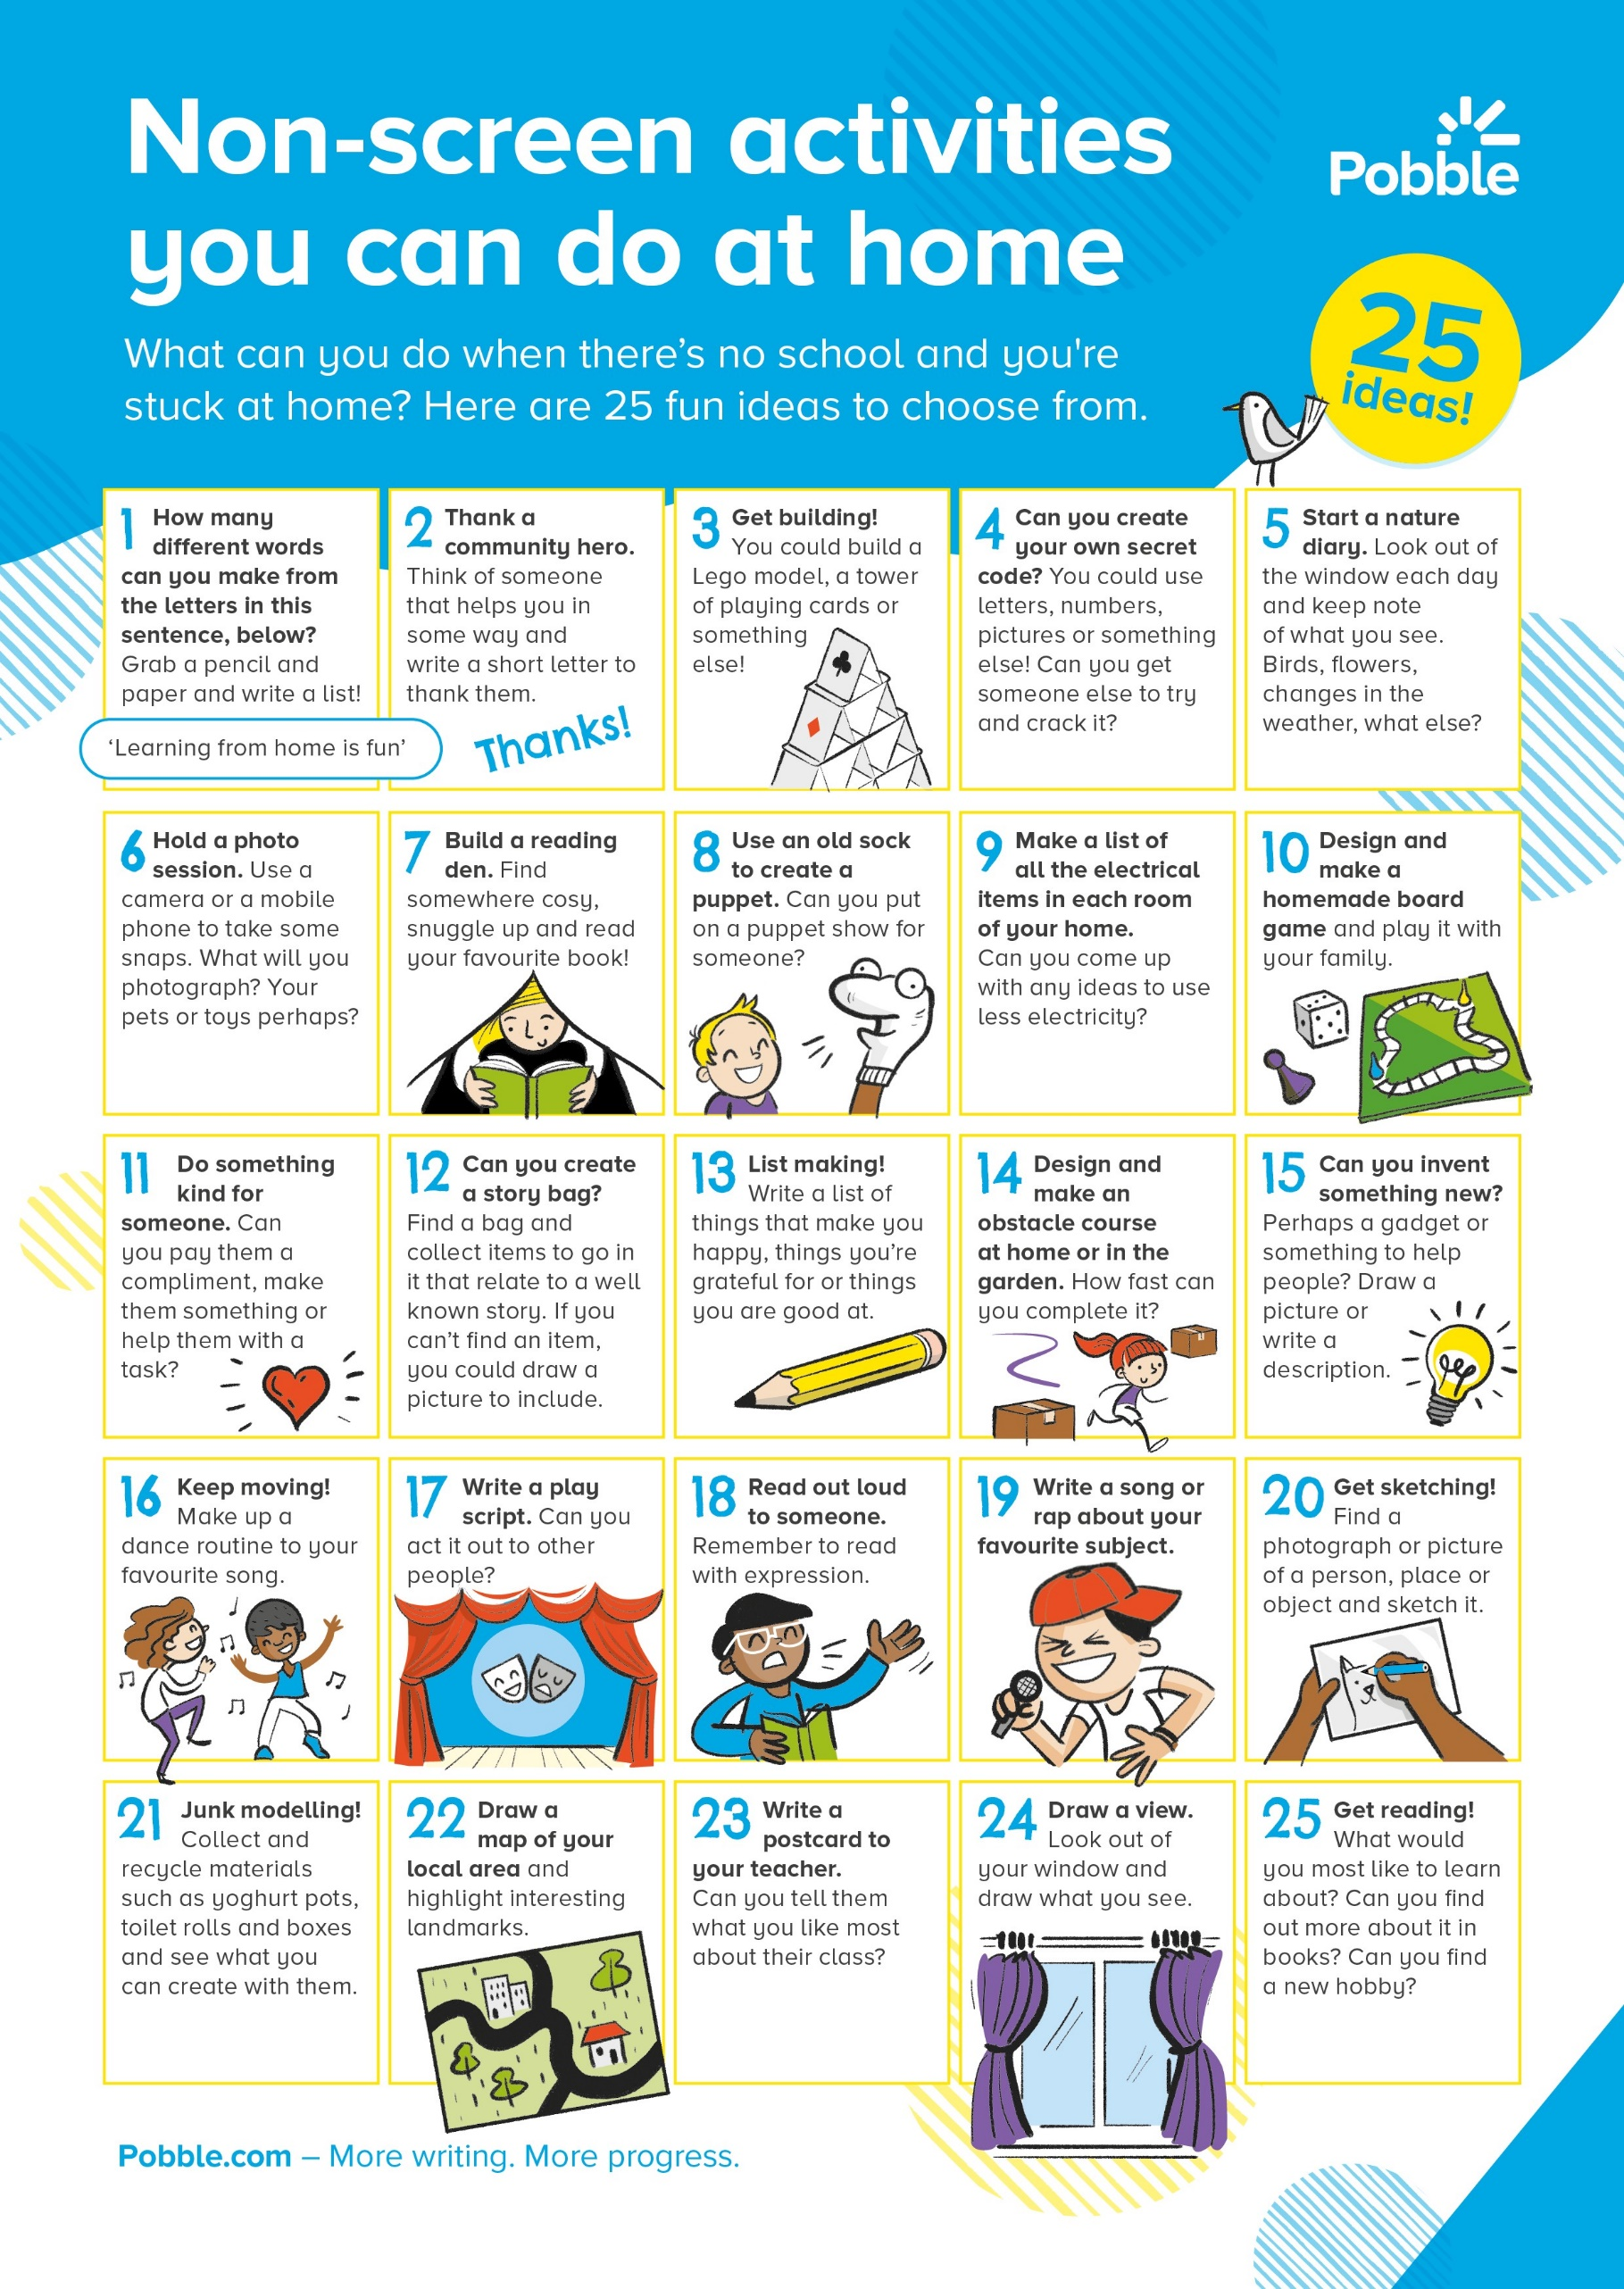 Non-screen activities
you can do at home
Pobble
What can you do when there's no school and you're
stuck at home? Here are 25 fun ideas to choose from.
25
ideas!
1 How many
different words
can you make from
the letters in this
sentence, below?
Grab a pencil and
paper and write a list!
‘Learning from home is fun’
2 Thank a
community hero.
Think of someone
that helps you in
some way and
write a short letter to
thank them.
Thanks!
3 Get building!
You could build a
Lego model, a tower
of playing cards or
something
else!
4 Can you create
your own secret
code? You could use
letters, numbers,
pictures or something
else! Can you get
someone else to try
and crack it?
5 Start a nature
diary. Look out of
the window each day
and keep note
of what you see.
Birds, flowers,
changes in the
weather, what else?
6 Hold a photo
session. Use a
camera or a mobile
phone to take some
snaps. What will you
photograph? Your
pets or toys perhaps?
7 Build a reading
den. Find
somewhere cosy,
snuggle up and read
your favourite book!
8 Use an old sock
to create a
puppet. Can you put
on a puppet show for
someone?
9 Make a list of
all the electrical
items in each room
of your home.
Can you come up
with any ideas to use
less electricity?
10 Design and
make a
homemade board
game and play it with
your family.
11 Do something
kind for
someone. Can
you pay them a
compliment, make
them something or
help them with a
task?
12 Can you create
a story bag?
Find a bag and
collect items to go in
it that relate to a well
known story. If you
can’t find an item,
you could draw a
picture to include.
13 List making!
Write a list of
things that make you
happy, things you’re
grateful for or things
you are good at.
14 Design and
make an
obstacle course
at home or in the
garden. How fast can
you complete it?
15 Can you invent
something new?
Perhaps a gadget or
something to help
people? Draw a
picture or
write a
description.
16 Keep moving!
Make up a
dance routine to your
favourite song.
17 Write a play
script. Can you
act it out to other
people?
18 Read out loud
to someone.
Remember to read
with expression.
19 Write a song or
rap about your
favourite subject.
20 Get sketching!
Find a
photograph or picture
of a person, place or
object and sketch it.
21 Junk modelling!
Collect and
recycle materials
such as yoghurt pots,
toilet rolls and boxes
and see what you
can create with them.
22 Draw a
map of your
local area and
highlight interesting
landmarks.
23 Write a
postcard to
your teacher.
Can you tell them
what you like most
about their class?
24 Draw a view.
Look out of
your window and
draw what you see.
25 Get reading!
What would
you most like to learn
about? Can you find
out more about it in
books? Can you find
a new hobby?
Pobble.com – More writing. More progress.